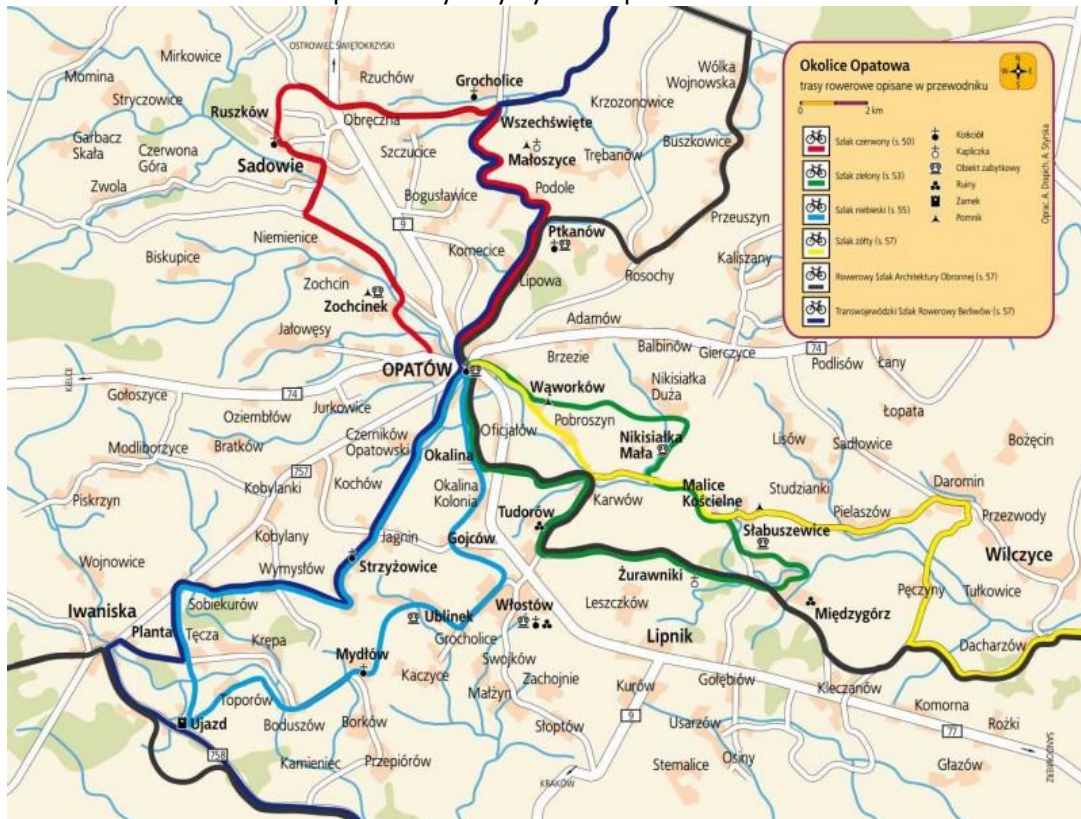 Mirkowice
OSTROWIEC ŚWIĘTOKRZYSKI
Momina
Rzuchów
Grocholice
Wólka
Wojnowska
Stryczowice
Ruszków
Obręczna
Krzozonowice
Wszechświęte
Garbacz
Skała
Czerwona
Góra
Sadowie
Szczucice
Małoszyce
Trębanów
Buszkowice
Zwola
Bogusławice
Podole
9
Niemienice
Ptkanów
Przeuszyn
Biskupice
Komecice
Kaliszany
Zochcin
Zochcinek
Lipowa
Rosochy
Jałowęsy
Adamów
OPATÓW
Brzezie
Balbinów
Gierczyce
74
Podlisów
Łany
KIELCE
Gołoszyce
74
Jurkowice
Wąworków
Nikisiałka
Duża
Łopata
Oziembłów
Pobroszyn
Modliborzyce
Bratków
Czerników
Opatowski
Oficjałów
Nikisiałka
Mała
Lisów
Sadłowice
Bożęcin
757
Okalina
Kobylanki
Kochów
Okalina
Kolonia
Karwów
Malice
Kościelne
Studzianki
Daromin
Piskrzyn
Tudorów
Pielaszów
Przezwody
Kobylany
Jagnin
Gojców
Słabuszewice
Wojnowice
Wymysłów
Strzyżowice
Wilczyce
Żurawniki
Pęczyny
Tułkowice
Iwaniska
Sobiekurów
Ublinek
Włostów
Leszczków
Międzygórz
Planta
Tęcza
Krępa
Grocholice
Lipnik
Dacharzów
Mydłów
Swojków
Kaczyce
Zachojnie
Gołębiów
Kleczanów
Toporów
Małżyn
Kurów
Komorna
Ujazd
Boduszów
Borków
Słoptów
9
Usarzów
77
Rożki
758
Kamieniec
Przepiórów
Stemalice
Osiny
Głazów
KRAKÓW
SANDOMIERZ
Okolice Opatowa
trasy rowerowe opisane w przewodniku
N
W E
S
0 2 km
Szlak czerwony (s. 50)
Szlak zielony (s. 53)
Szlak niebieski (s. 55)
Szlak żółty (s. 57)
Rowerowy Szlak Architektury Obronnej (s. 57)
Transwojewódzki Szlak Rowerowy Berliwów (s. 57)
Kościół
Kapliczka
Obiekt zabytkowy
Ruiny
Zamek
Pomnik